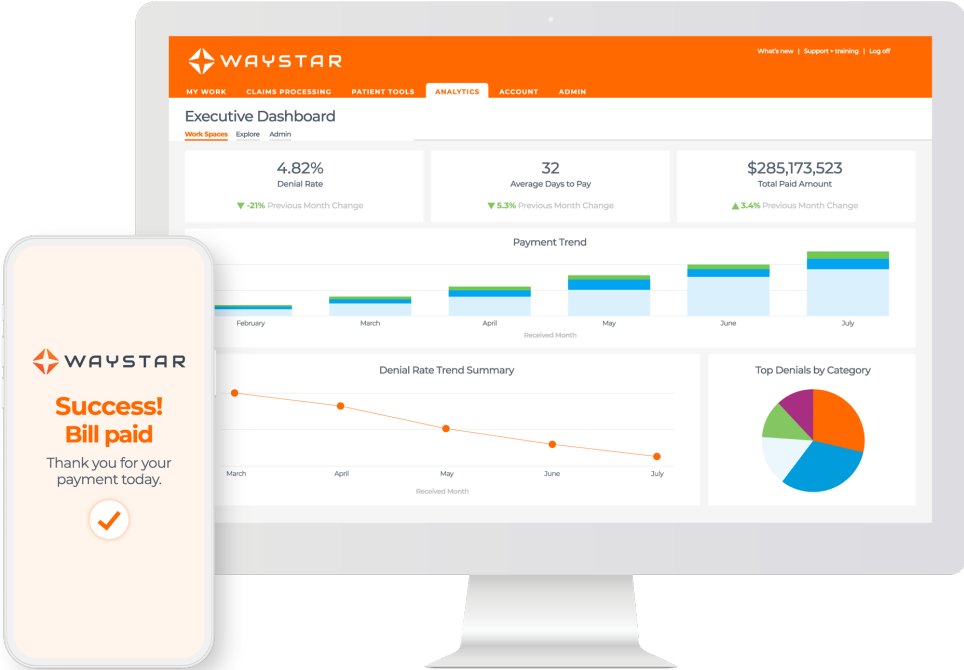 WAYSTAR
What's new | Support + training | Log off
MY WORK CLAIMS PROCESSING PATIENT TOOLS ANALYTICS ACCOUNT ADMIN
Executive Dashboard
Work Spaces Explore Admin
4.82%
Denial Rate
▼ -21% Previous Month Change
32
Average Days to Pay
▼ 5.3% Previous Month Change
$285,173,523
Total Paid Amount
▲ 3.4% Previous Month Change
Payment Trend
February March April May June July
Received Month
Denial Rate Trend Summary
March April May June July
Received Month
Top Denials by Category
WAYSTAR
Success!
Bill paid
Thank you for your
payment today.